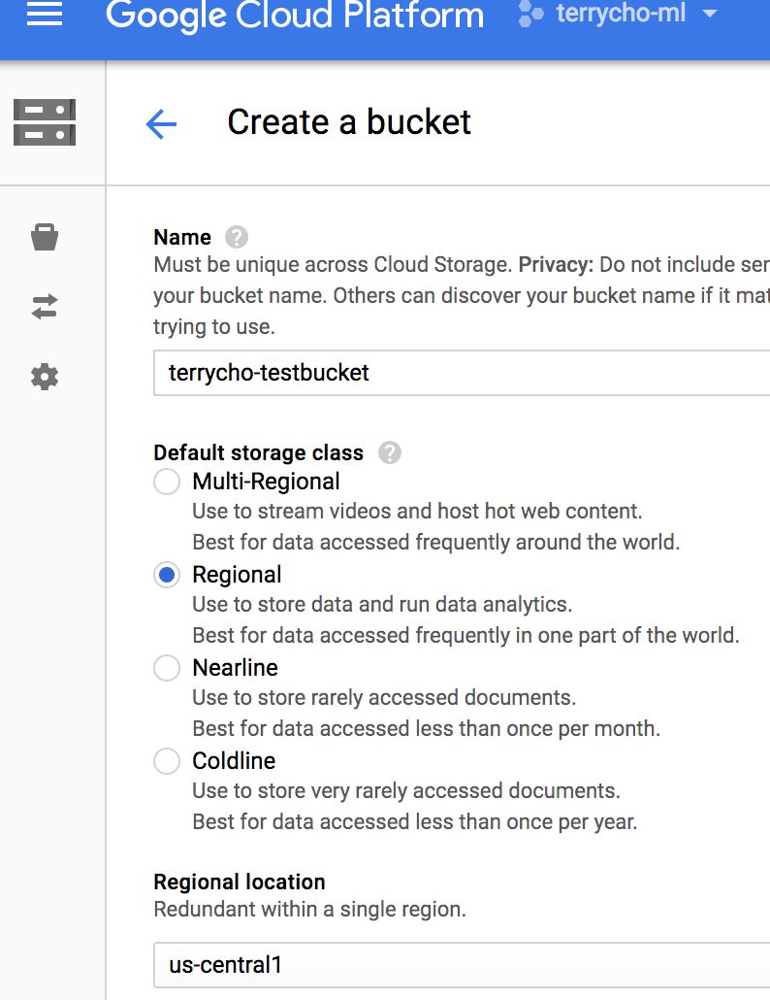 Google Cloud Platform terrycho-ml
Create a bucket
Name ?
Must be unique across Cloud Storage. Privacy: Do not include
your bucket name. Others can discover your bucket name if it
trying to use.
terrycho-testbucket
Default storage class ?
Multi-Regional
Use to stream videos and host hot web content.
Best for data accessed frequently around the world.
Regional
Use to store data and run data analytics.
Best for data accessed frequently in one part of the world.
Nearline
Use to store rarely accessed documents.
Best for data accessed less than once per month.
Coldline
Use to store very rarely accessed documents.
Best for data accessed less than once per year.
Regional location
Redundant within a single region.
us-central1